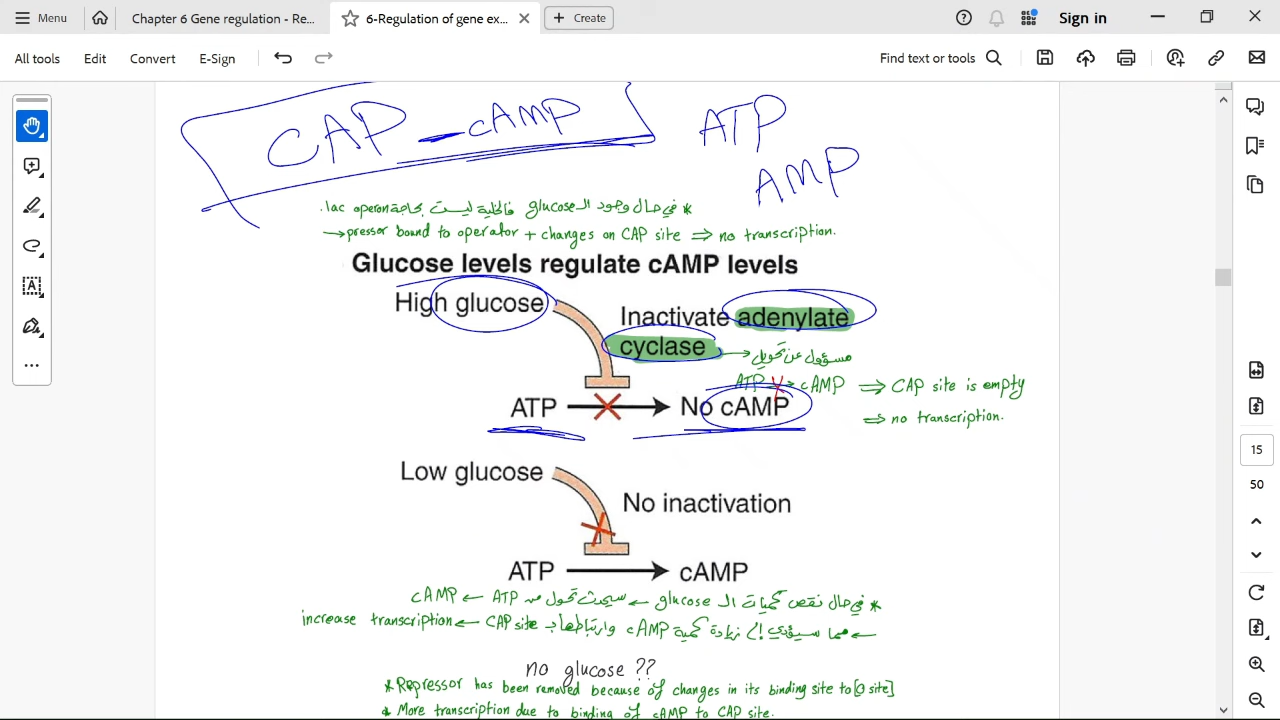 Menu
Chapter 6 Gene regulation - Re...
6-Regulation of gene ex...
Create
Sign in
All tools
Edit
Convert
E-Sign
Find text or tools
CAP - cAMP
ATP
AMP
* في حال وجود الـ glucose فالخلية ليست بحاجة lac operon.
→ pressor bound to operator + changes on CAP site ⇒ no transcription.
Glucose levels regulate cAMP levels
High glucose
Inactivate adenylate
cyclase → مسؤول عن تحويل
ATP → cAMP ⇒ CAP site is empty
ATP → No cAMP
⇒ no transcription.
Low glucose
No inactivation
ATP → cAMP
* في حال نقص كميات الـ glucose ← سيحدث تحول من ATP ← cAMP
← مما سيؤدي إلى زيادة كمية cAMP وارتباطها بـ CAP site ← increase transcription
no glucose ??
* Repressor has been removed because of changes in its binding site to [O site]
* More transcription due to binding of cAMP to CAP site.
15
50